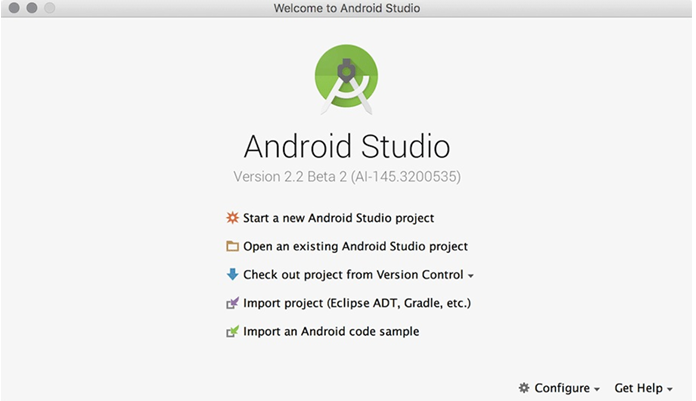 Welcome to Android Studio
Android Studio
Version 2.2 Beta 2 (AI-145.3200535)
Start a new Android Studio project
Open an existing Android Studio project
Check out project from Version Control
Import project (Eclipse ADT, Gradle, etc.)
Import an Android code sample
Configure Get Help